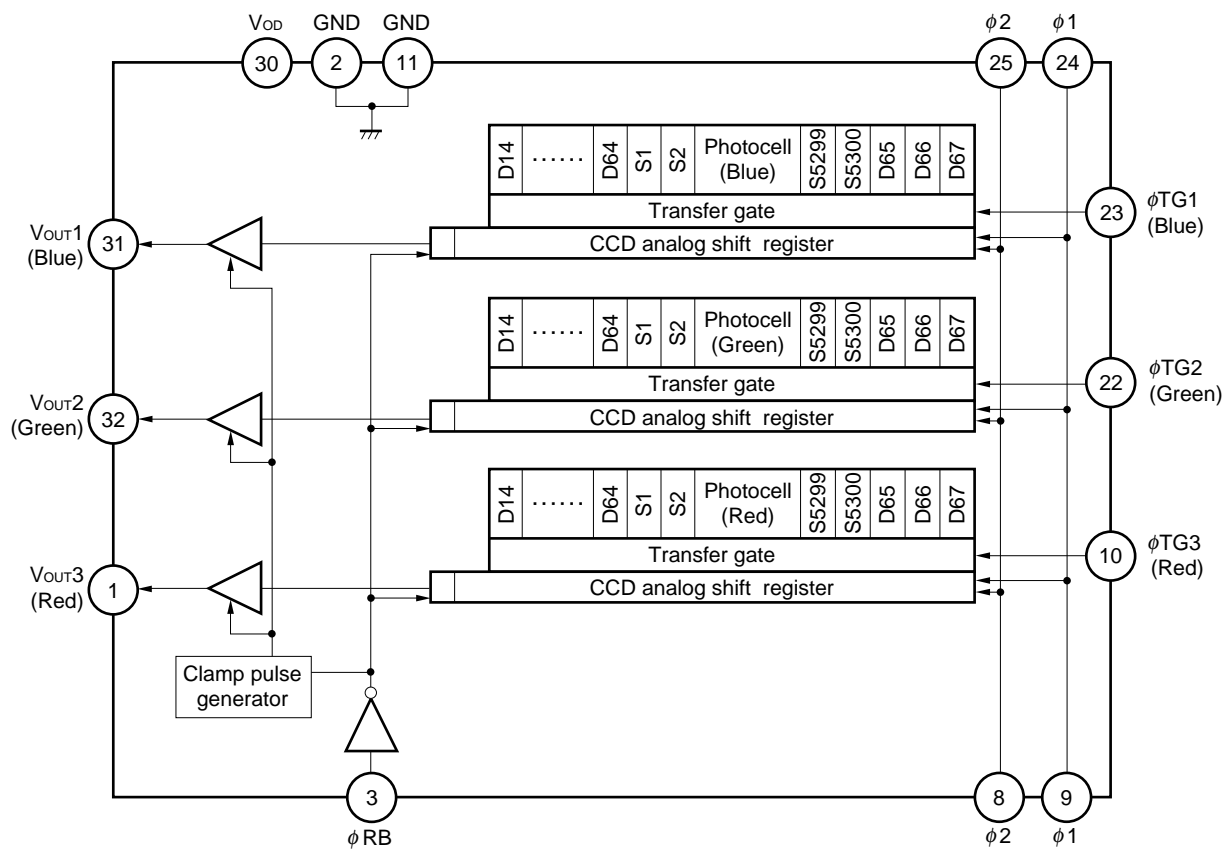 VOD GND GND φ2 φ1
30 2 11 25 24
D14 ...... D64 S1 S2 Photocell (Blue) S5299 S5300 D65 D66 D67
Transfer gate
23 φTG1 (Blue)
VOUT1 (Blue) 31
CCD analog shift register
D14 ...... D64 S1 S2 Photocell (Green) S5299 S5300 D65 D66 D67
Transfer gate
22 φTG2 (Green)
VOUT2 (Green) 32
CCD analog shift register
D14 ...... D64 S1 S2 Photocell (Red) S5299 S5300 D65 D66 D67
Transfer gate
10 φTG3 (Red)
VOUT3 (Red) 1
CCD analog shift register
Clamp pulse
generator
3 8 9
φRB φ2 φ1